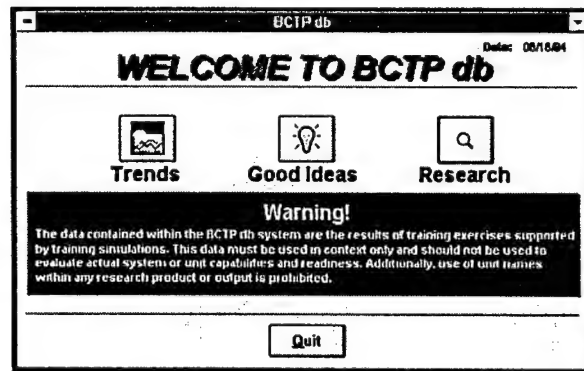 BCTP db
Date: 08/18/94
WELCOME TO BCTP db
Trends Good Ideas Research
Warning!
The data contained within the BCTP db system are the results of training exercises supported
by training simulations. This data must be used in context only and should not be used to
evaluate actual system or unit capabilities and readiness. Additionally, use of unit names
within any research product or output is prohibited.
Quit